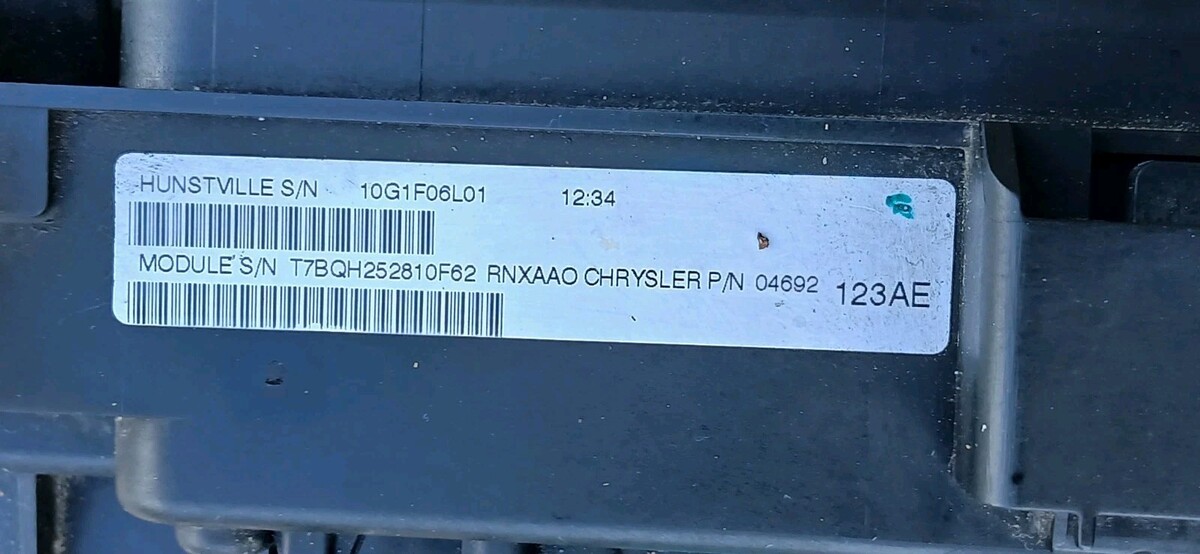 HUNSTVILLE S/N 10G1F06L01 12:34
MODULE S/N T7BQH252810F62 RNXAAO CHRYSLER P/N 04692 123AE